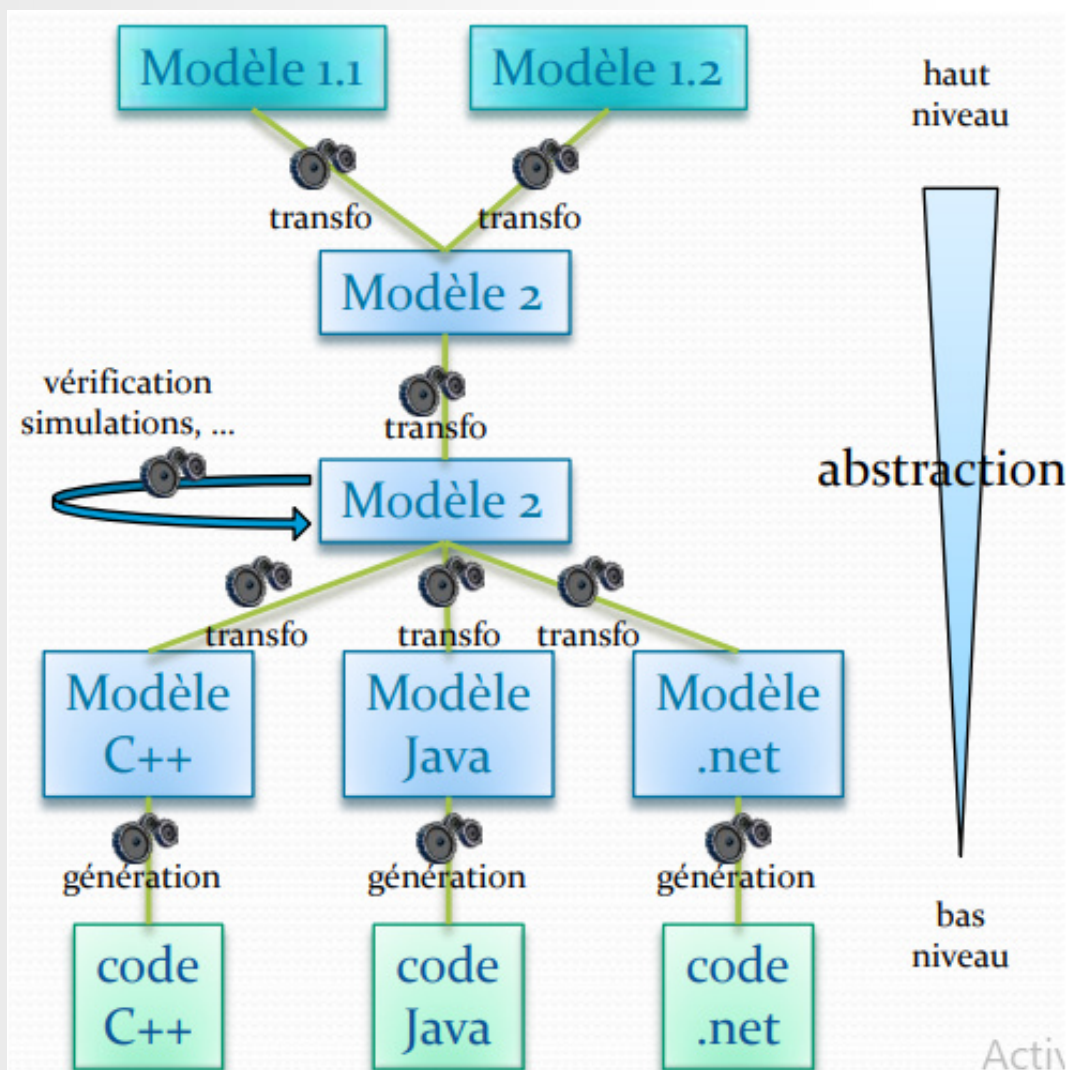 Modèle 1.1
Modèle 1.2
haut
niveau
transfo
transfo
Modèle 2
vérification
simulations, ...
transfo
abstraction
Modèle 2
transfo
transfo
transfo
Modèle
C++
Modèle
Java
Modèle
.net
génération
génération
génération
bas
niveau
code
C++
code
Java
code
.net
Activ